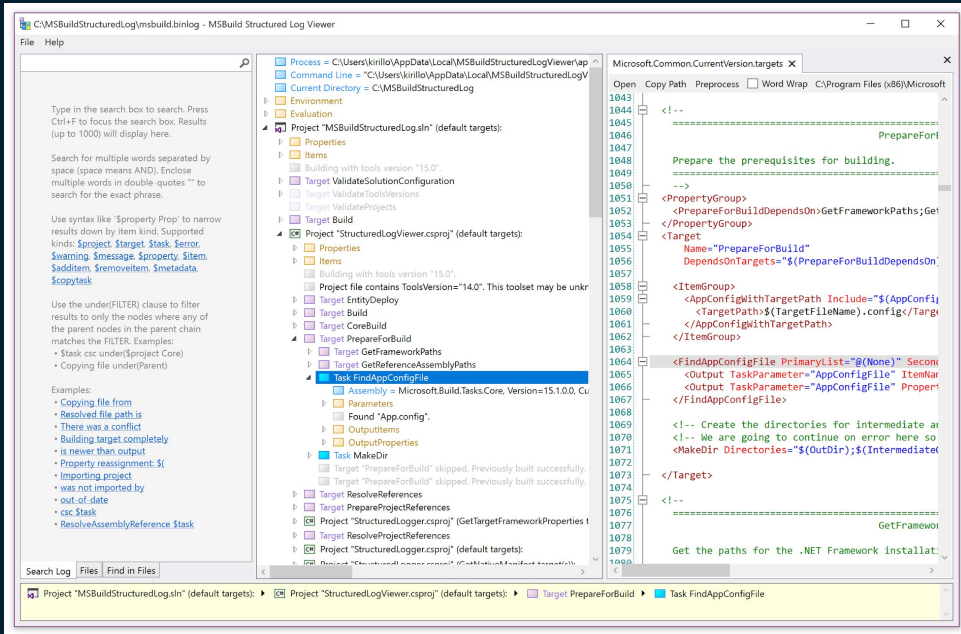 C:\MSBuildStructuredLog\msbuild.binlog - MSBuild Structured Log Viewer
File Help
Type in the search box to search. Press
Ctrl+F to focus the search box. Results
(up to 1000) will display here.
Search for multiple words separated by
space (space means AND). Enclose
multiple words in double-quotes "" to
search for the exact phrase.
Use syntax like '$property Prop' to narrow
results down by item kind. Supported
kinds: $project, $target, $task, $error,
$warning, $message, $property, $item,
$additem, $removeitem, $metadata,
$copytask
Use the under(FILTER) clause to filter
results to only the nodes where any of
the parent nodes in the parent chain
matches the FILTER. Examples:
• $task csc under($project Core)
• Copying file under(Parent)
Examples:
• Copying file from
• Resolved file path is
• There was a conflict
• Building target completely
• is newer than output
• Property reassignment: $(
• Importing project
• was not imported by
• out-of-date
• csc $task
• ResolveAssemblyReference $task
Search Log Files Find in Files
Process = C:\Users\kirillo\AppData\Local\MSBuildStructuredLogViewer\ap
Command Line = "C:\Users\kirillo\AppData\Local\MSBuildStructuredLogV
Current Directory = C:\MSBuildStructuredLog
Environment
Evaluation
Project "MSBuildStructuredLog.sln" (default targets):
Properties
Items
Building with tools version "15.0".
Target ValidateSolutionConfiguration
Target ValidateToolsVersions
Target ValidateProjects
Target Build
C# Project "StructuredLogViewer.csproj" (default targets):
Properties
Items
Building with tools version "15.0".
Project file contains ToolsVersion="14.0". This toolset may be unkr
Target EntityDeploy
Target Build
Target CoreBuild
Target PrepareForBuild
Target GetFrameworkPaths
Target GetReferenceAssemblyPaths
Task FindAppConfigFile
Assembly = Microsoft.Build.Tasks.Core, Version=15.1.0.0, Cu
Parameters
Found "App.config".
OutputItems
OutputProperties
Task MakeDir
Target "PrepareForBuild" skipped. Previously built successfully.
Target "PrepareForBuild" skipped. Previously built successfully.
Target ResolveReferences
Target PrepareProjectReferences
C# Project "StructuredLogger.csproj" (GetTargetFrameworkProperties t
Target ResolveProjectReferences
C# Project "StructuredLogger.csproj" (default targets):
C# Project "StructuredLogger.csproj" (GetNativeManifest target(s)):
Microsoft.Common.CurrentVersion.targets
Open Copy Path Preprocess Word Wrap C:\Program Files (x86)\Microsoft
1043
1044 <!--
1045 ============================================
1046 PrepareForB
1047
1048 Prepare the prerequisites for building.
1049 ============================================
1050 -->
1051 <PropertyGroup>
1052 <PrepareForBuildDependsOn>GetFrameworkPaths;Get
1053 </PropertyGroup>
1054 <Target
1055 Name="PrepareForBuild"
1056 DependsOnTargets="$(PrepareForBuildDependsOn)
1057
1058 <ItemGroup>
1059 <AppConfigWithTargetPath Include="$(AppConfig
1060 <TargetPath>$(TargetFileName).config</Targe
1061 </AppConfigWithTargetPath>
1062 </ItemGroup>
1063
1064 <FindAppConfigFile PrimaryList="@(None)" Second
1065 <Output TaskParameter="AppConfigFile" ItemNam
1066 <Output TaskParameter="AppConfigFile" Propert
1067 </FindAppConfigFile>
1068
1069 <!-- Create the directories for intermediate an
1070 <!-- We are going to continue on error here so
1071 <MakeDir Directories="$(OutDir);$(IntermediateO
1072
1073 </Target>
1074
1075 <!--
1076 ============================================
1077 GetFramewor
1078
1079 Get the paths for the .NET Framework installati
1080 ============================================
Project "MSBuildStructuredLog.sln" (default targets): C# Project "StructuredLogViewer.csproj" (default targets): Target PrepareForBuild Task FindAppConfigFile